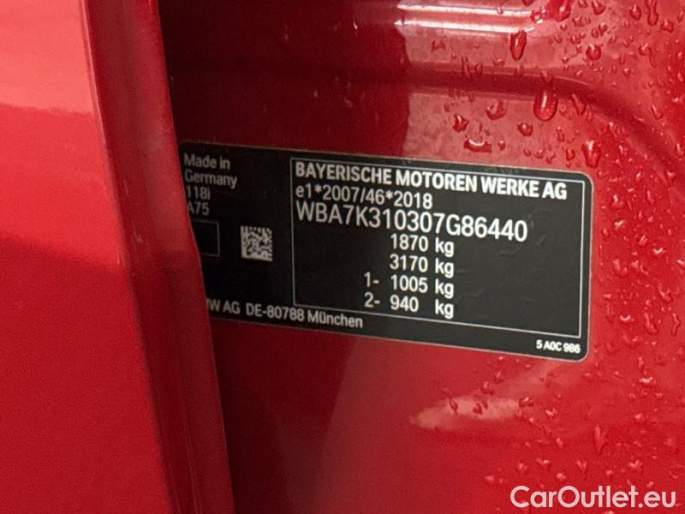 Made in
Germany
118i
A75
BAYERISCHE MOTOREN WERKE AG
e1*2007/46*2018
WBA7K310307G86440
1870 kg
3170 kg
1- 1005 kg
2- 940 kg
AG DE-80788 München
5 A0C 986
CarOutlet.eu